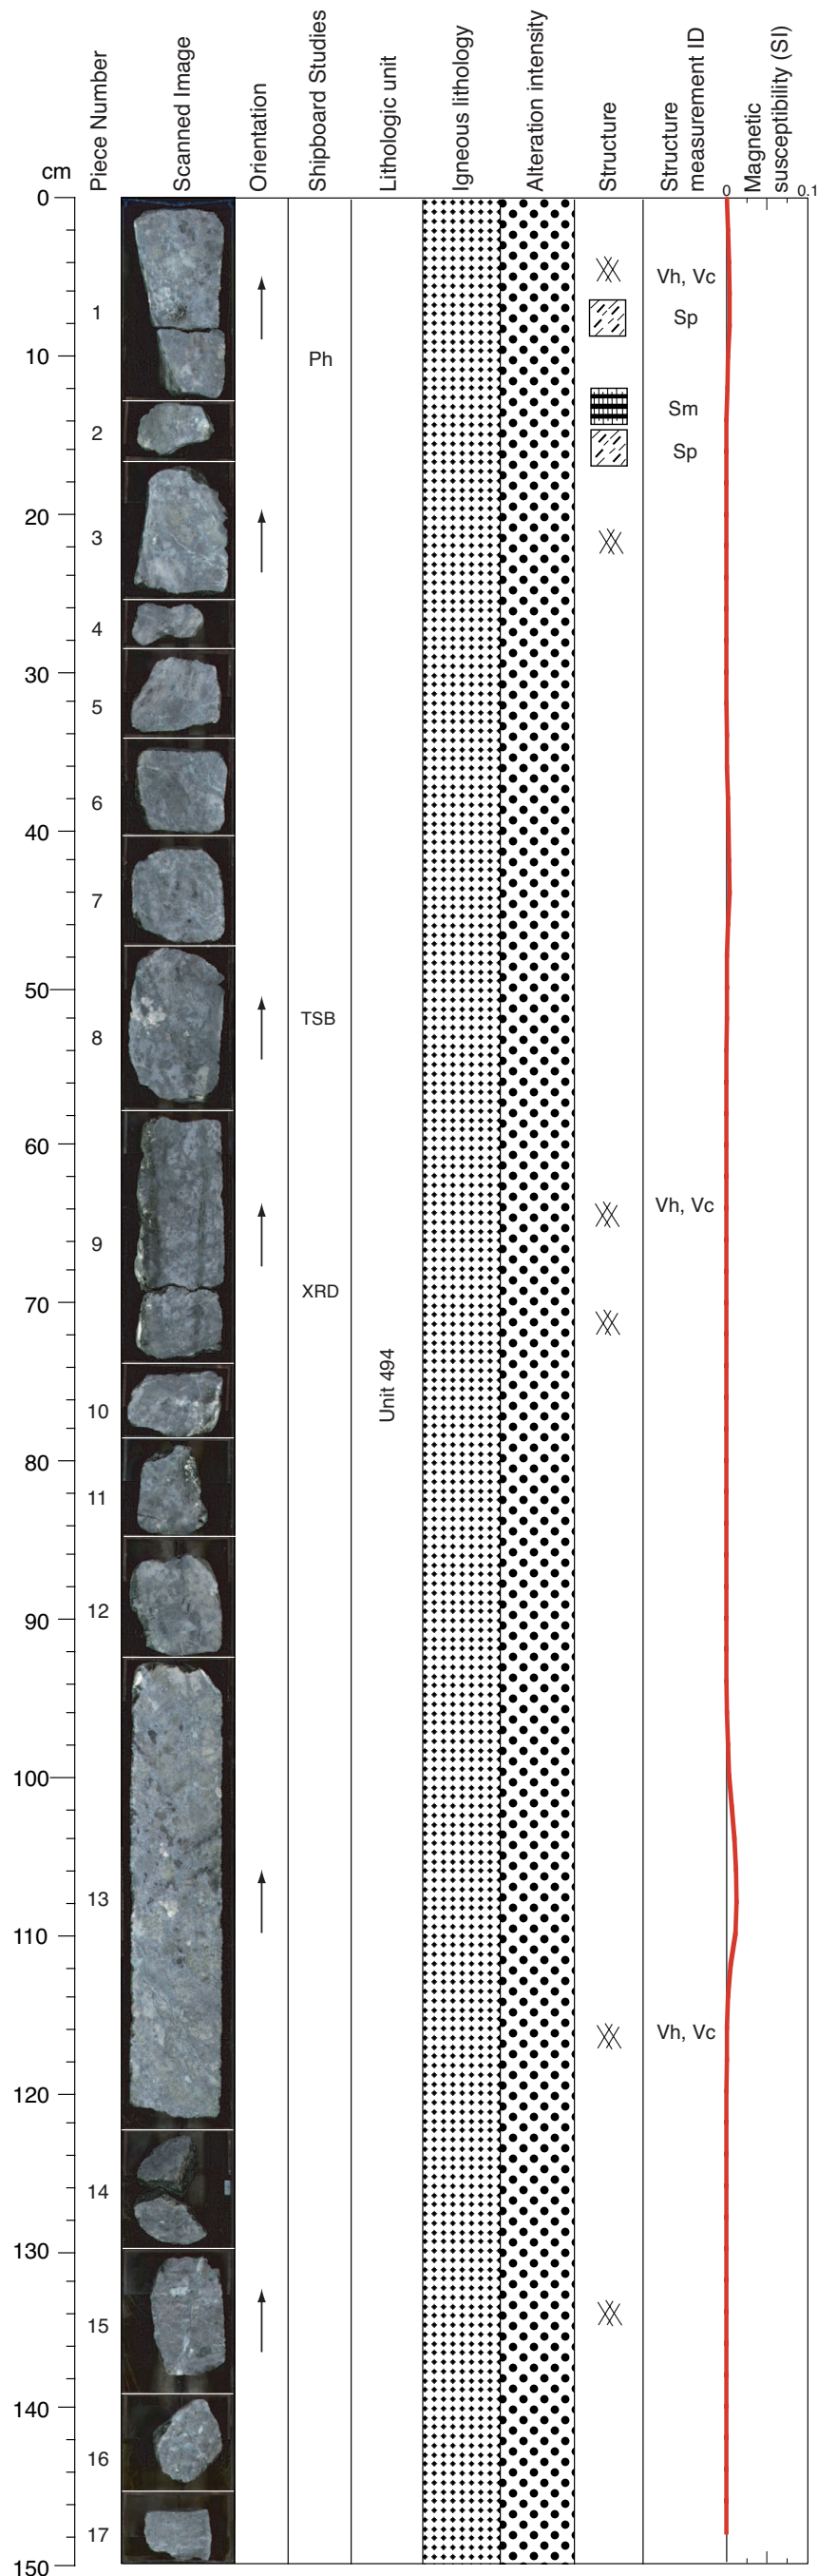 cm
Piece Number
Scanned Image
Orientation
Shipboard Studies
Lithologic unit
Igneous lithology
Alteration intensity
Structure
Structure
measurement ID
Magnetic
susceptibility (SI)
0
0.1
0
Vh, Vc
1
Sp
10
Ph
Sm
2
Sp
20
3
4
30
5
6
40
7
50
TSB
8
60
Vh, Vc
9
XRD
70
Unit 494
10
80
11
12
90
100
13
110
Vh, Vc
120
14
130
15
140
16
17
150